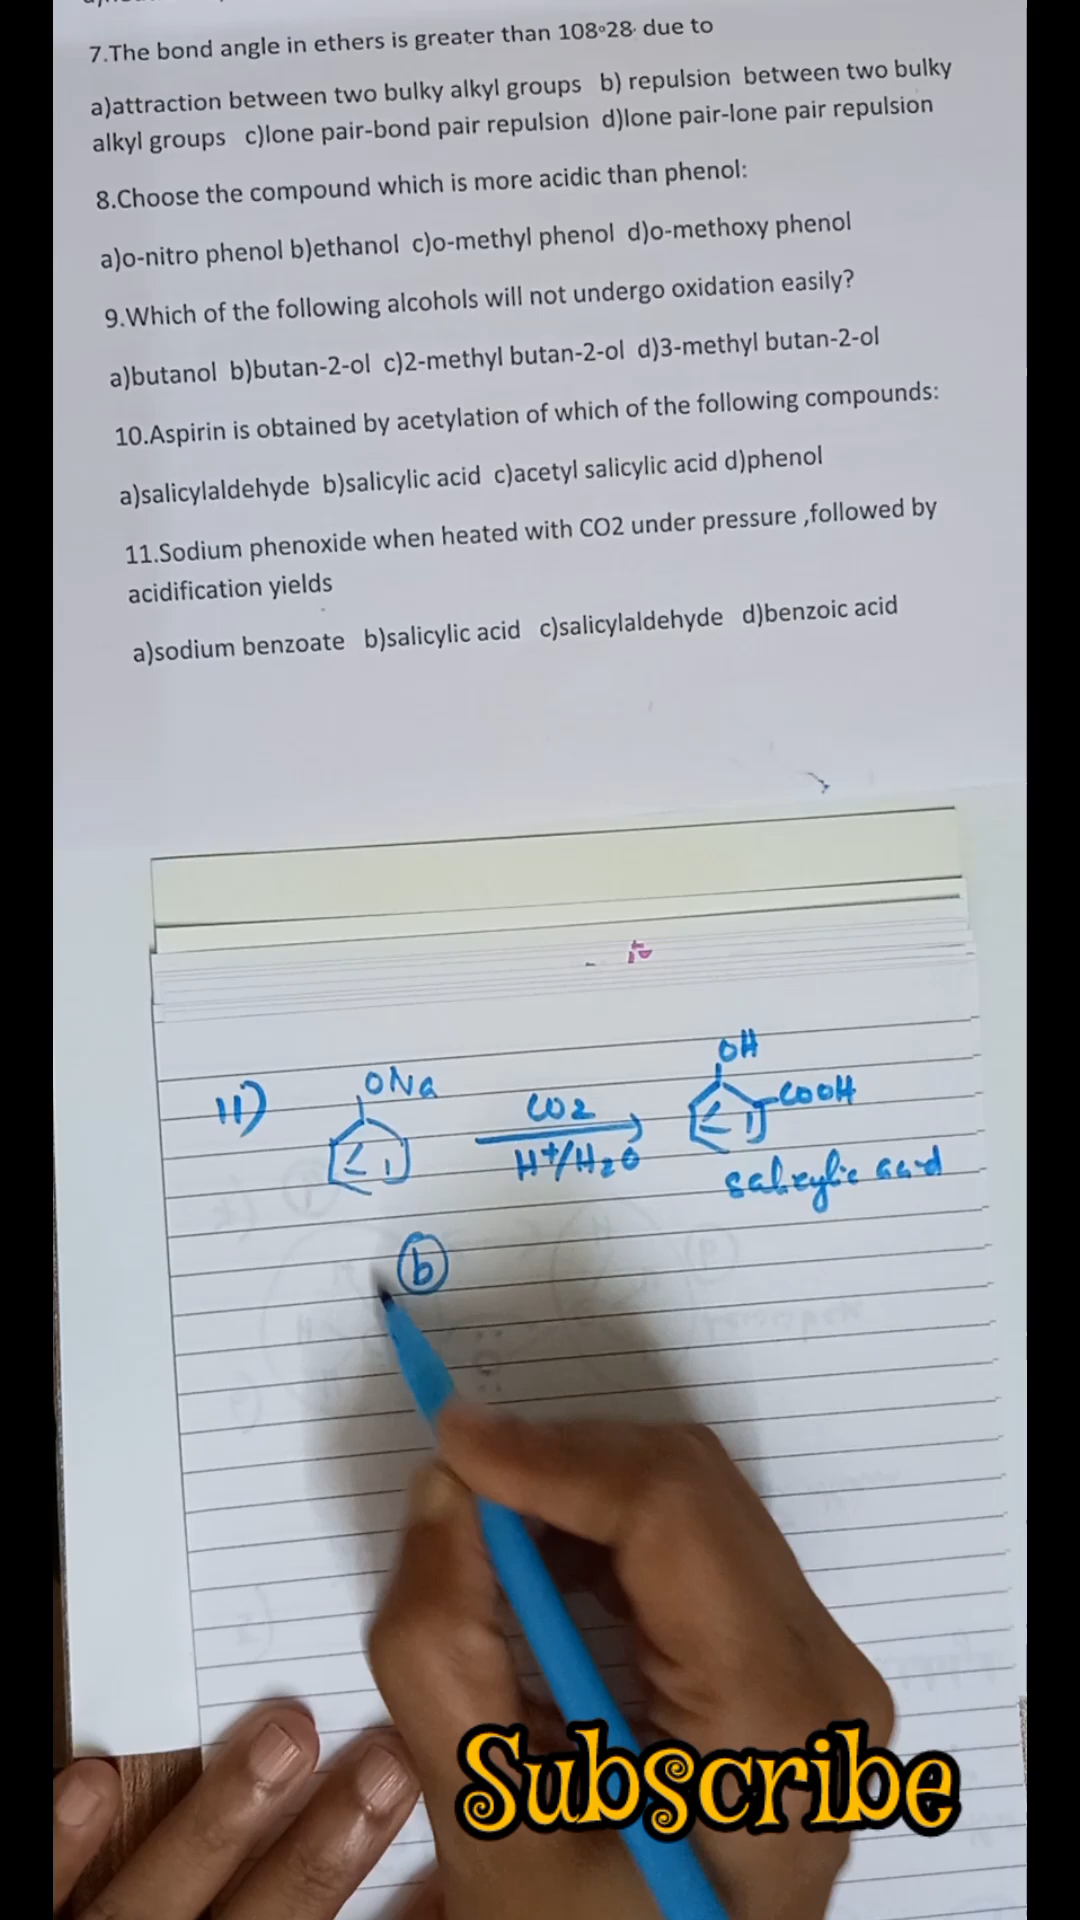 7.The bond angle in ethers is greater than 108°28' due to
a)attraction between two bulky alkyl groups b) repulsion between two bulky
alkyl groups c)lone pair-bond pair repulsion d)lone pair-lone pair repulsion
8.Choose the compound which is more acidic than phenol:
a)o-nitro phenol b)ethanol c)o-methyl phenol d)o-methoxy phenol
9.Which of the following alcohols will not undergo oxidation easily?
a)butanol b)butan-2-ol c)2-methyl butan-2-ol d)3-methyl butan-2-ol
10.Aspirin is obtained by acetylation of which of the following compounds:
a)salicylaldehyde b)salicylic acid c)acetyl salicylic acid d)phenol
11.Sodium phenoxide when heated with CO2 under pressure ,followed by
acidification yields
a)sodium benzoate b)salicylic acid c)salicylaldehyde d)benzoic acid
OH
11) ONa CO2 COOH
H+/H2O
salicylic acid
b
Subscribe